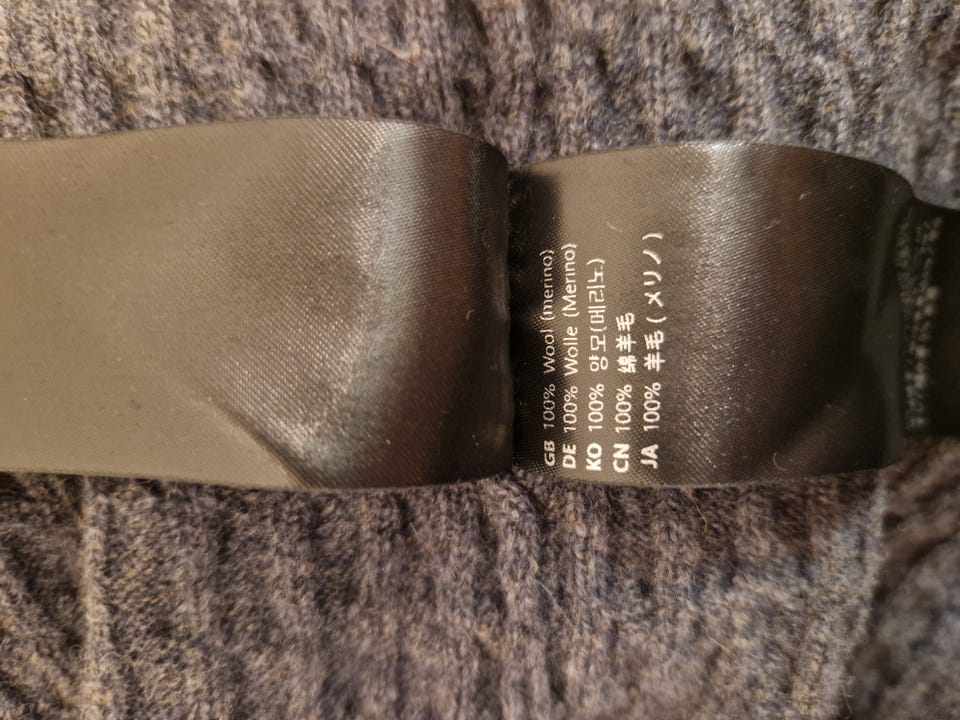 GB 100% Wool (merino)
DE 100% Wolle (Merino)
KO 100% 양모(메리노)
CN 100% 绵羊毛
JA 100% 羊毛 ( メリノ )